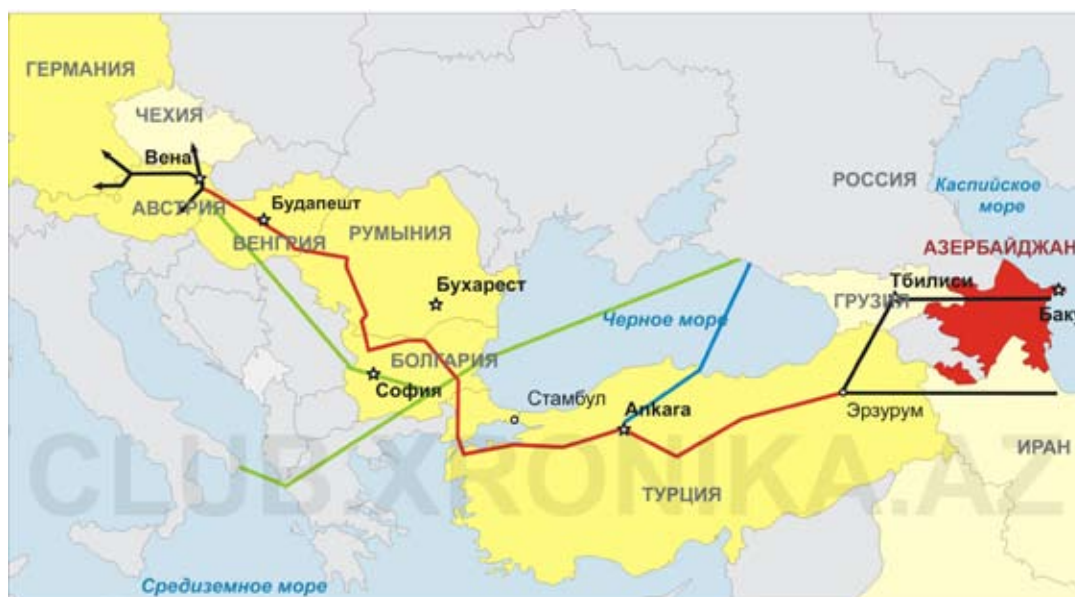 ГЕРМАНИЯ
ЧЕХИЯ
Вена
РОССИЯ
Каспийское
море
АВСТРИЯ
Будапешт
ВЕНГРИЯ
РУМЫНИЯ
АЗЕРБАЙДЖАН
Тбилиси
ГРУЗИЯ
Баку
Бухарест
Черное море
БОЛГАРИЯ
София
Стамбул
Ankara
Эрзурум
ИРАН
CLUB.XRONIKA.AZ
ТУРЦИЯ
Средиземное море